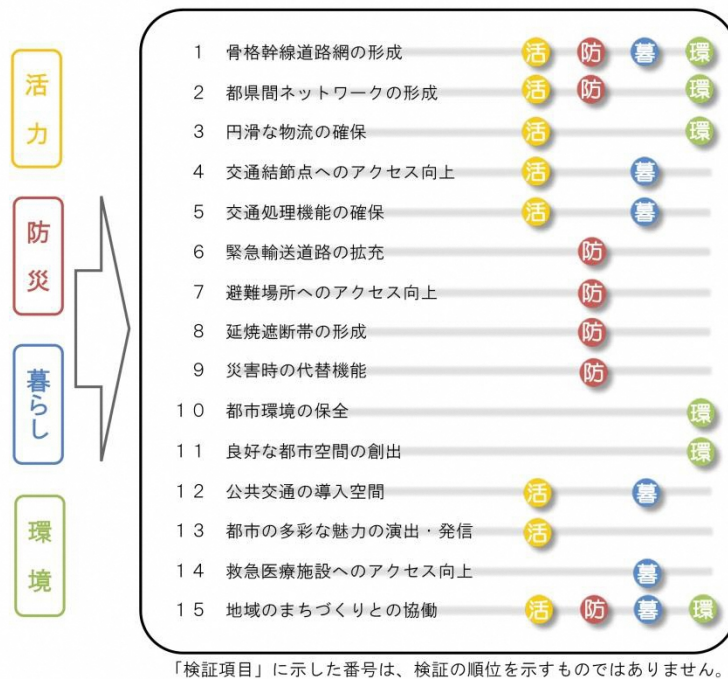 活力
防災
暮らし
環境
1 骨格幹線道路網の形成 活 防 暮 環
2 都県間ネットワークの形成 活 防 環
3 円滑な物流の確保 活 環
4 交通結節点へのアクセス向上 活 暮
5 交通処理機能の確保 活 暮
6 緊急輸送道路の拡充 防
7 避難場所へのアクセス向上 防
8 延焼遮断帯の形成 防
9 災害時の代替機能 防
10 都市環境の保全 環
11 良好な都市空間の創出 環
12 公共交通の導入空間 活 暮
13 都市の多彩な魅力の演出・発信 活
14 救急医療施設へのアクセス向上 暮
15 地域のまちづくりとの協働 活 防 暮 環
「検証項目」に示した番号は、検証の順位を示すものではありません。